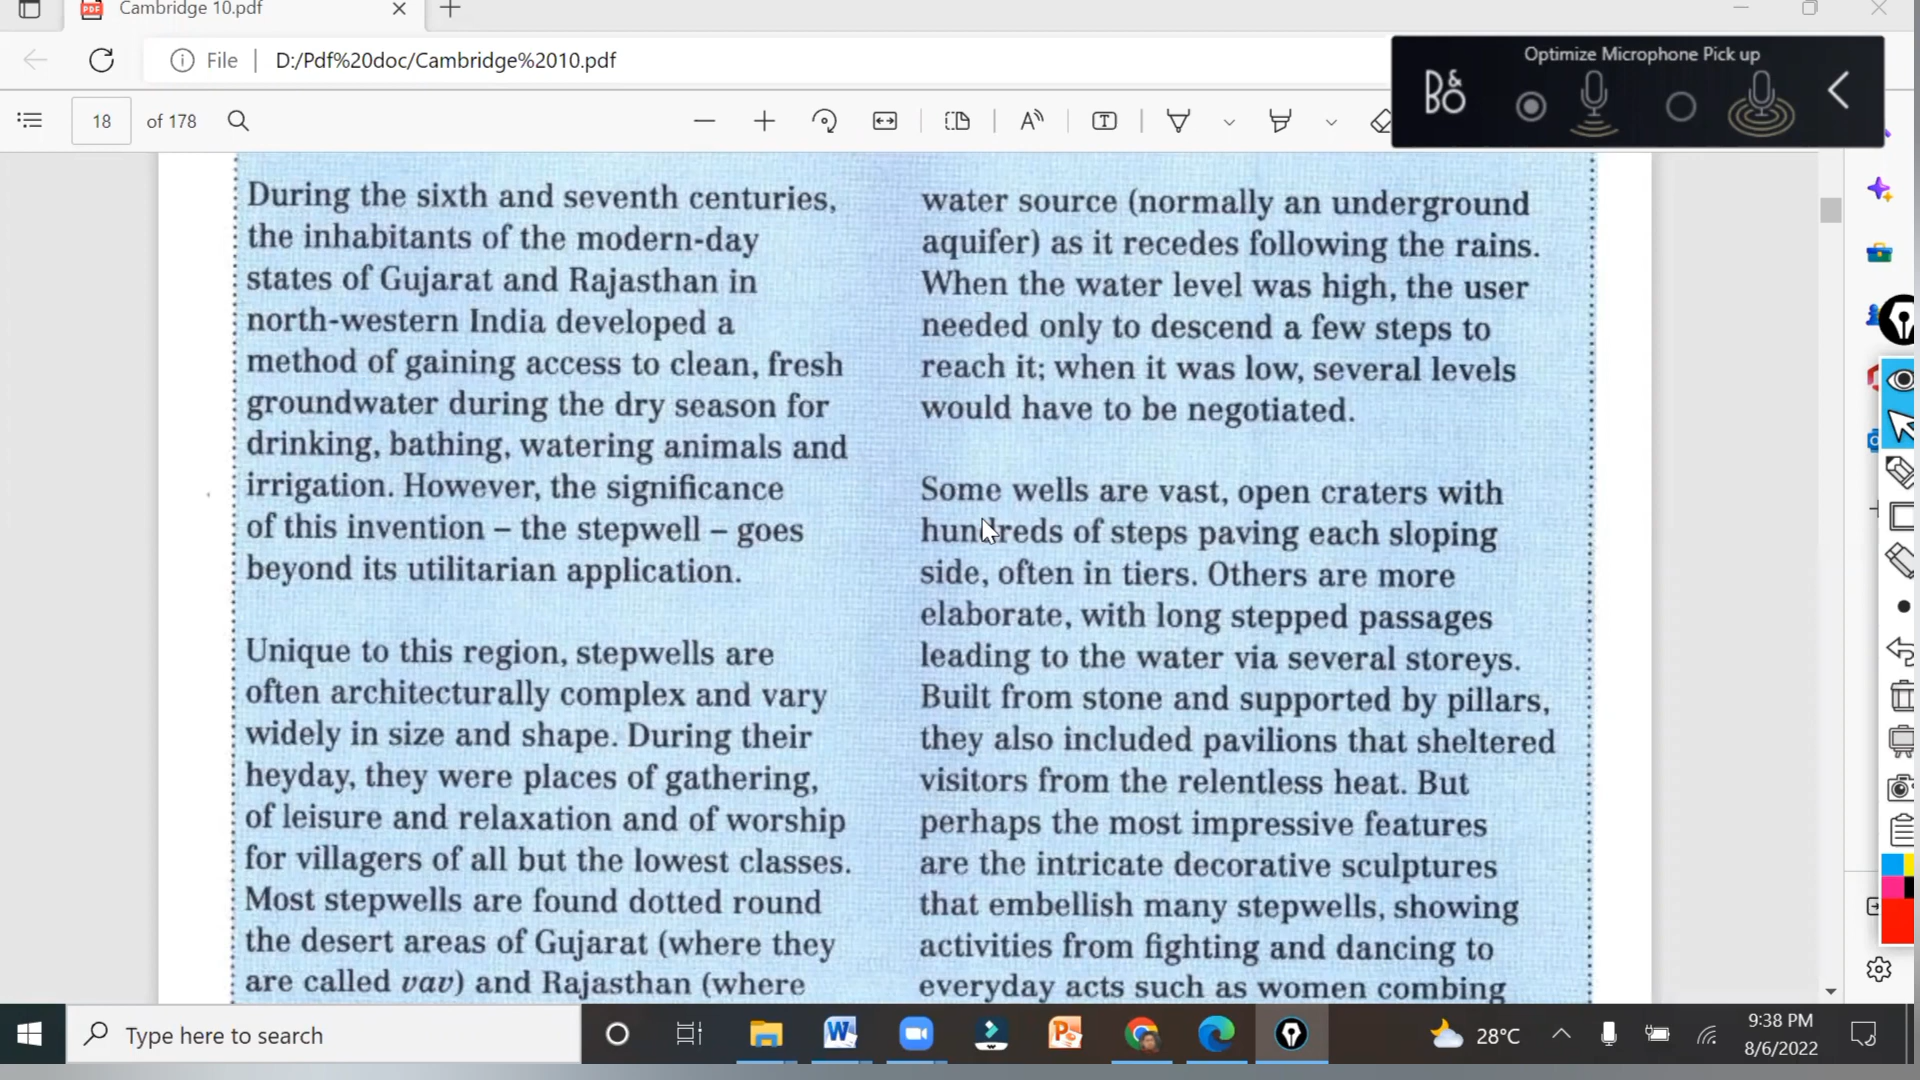 Cambridge 10.pdf
File
D:/Pdf%20doc/Cambridge%2010.pdf
Optimize Microphone Pick up
B&O
18 of 178
During the sixth and seventh centuries,
the inhabitants of the modern-day
states of Gujarat and Rajasthan in
north-western India developed a
method of gaining access to clean, fresh
groundwater during the dry season for
drinking, bathing, watering animals and
irrigation. However, the significance
of this invention – the stepwell – goes
beyond its utilitarian application.
Unique to this region, stepwells are
often architecturally complex and vary
widely in size and shape. During their
heyday, they were places of gathering,
of leisure and relaxation and of worship
for villagers of all but the lowest classes.
Most stepwells are found dotted round
the desert areas of Gujarat (where they
are called vav) and Rajasthan (where
water source (normally an underground
aquifer) as it recedes following the rains.
When the water level was high, the user
needed only to descend a few steps to
reach it; when it was low, several levels
would have to be negotiated.
Some wells are vast, open craters with
hundreds of steps paving each sloping
side, often in tiers. Others are more
elaborate, with long stepped passages
leading to the water via several storeys.
Built from stone and supported by pillars,
they also included pavilions that sheltered
visitors from the relentless heat. But
perhaps the most impressive features
are the intricate decorative sculptures
that embellish many stepwells, showing
activities from fighting and dancing to
everyday acts such as women combing
Type here to search
28°C
9:38 PM
8/6/2022